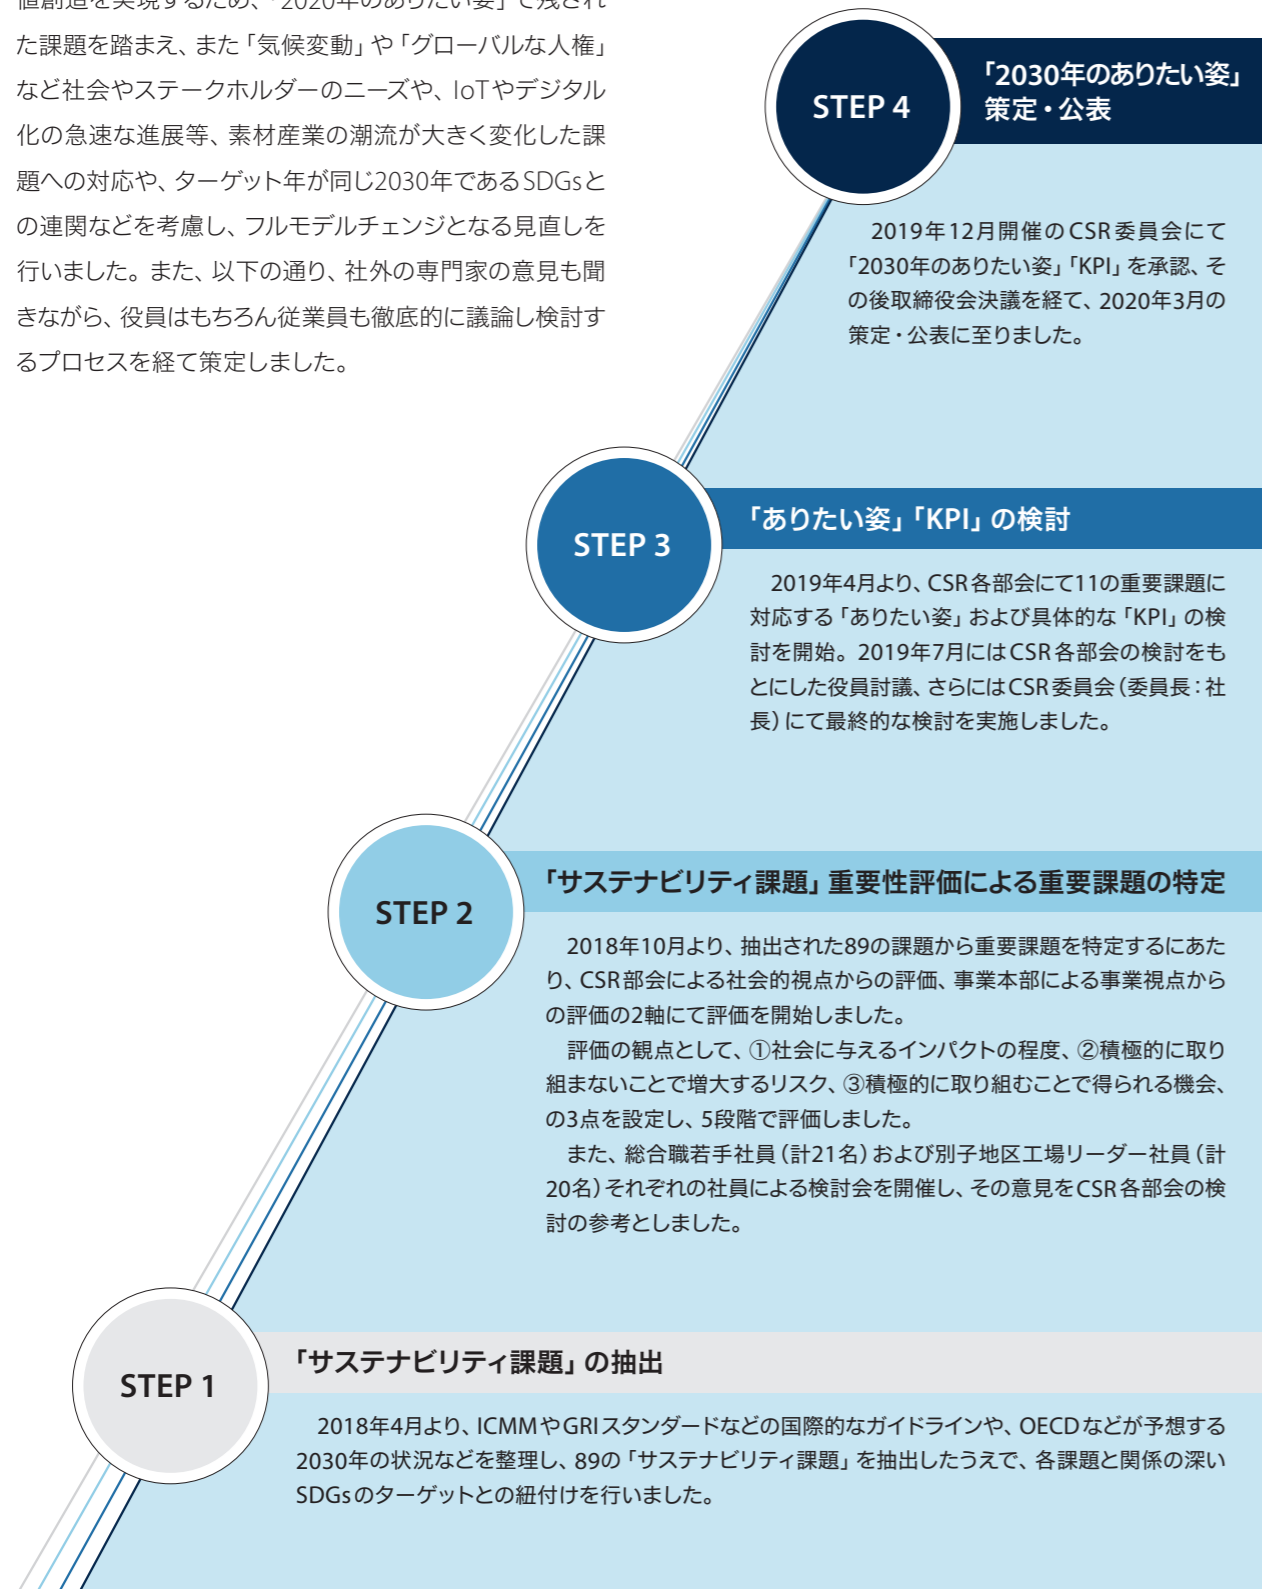 値創造を実現するため、「2020年のありたい姿」で残され
た課題を踏まえ、また「気候変動」や「グローバルな人権」
など社会やステークホルダーのニーズや、IoTやデジタル
化の急速な進展等、素材産業の潮流が大きく変化した課
題への対応や、ターゲット年が同じ2030年であるSDGsと
の連関などを考慮し、フルモデルチェンジとなる見直しを
行いました。また、以下の通り、社外の専門家の意見も聞
きながら、役員はもちろん従業員も徹底的に議論し検討す
るプロセスを経て策定しました。
STEP 4
「2030年のありたい姿」
策定・公表
2019年12月開催のCSR委員会にて
「2030年のありたい姿」「KPI」を承認、そ
の後取締役会決議を経て、2020年3月の
策定・公表に至りました。
STEP 3
「ありたい姿」「KPI」の検討
2019年4月より、CSR各部会にて11の重要課題に
対応する「ありたい姿」および具体的な「KPI」の検
討を開始。2019年7月にはCSR各部会の検討をも
とにした役員討議、さらにはCSR委員会(委員長:社
長)にて最終的な検討を実施しました。
STEP 2
「サステナビリティ課題」重要性評価による重要課題の特定
2018年10月より、抽出された89の課題から重要課題を特定するにあた
り、CSR部会による社会的視点からの評価、事業本部による事業視点から
の評価の2軸にて評価を開始しました。
評価の観点として、①社会に与えるインパクトの程度、②積極的に取り
組まないことで増大するリスク、③積極的に取り組むことで得られる機会、
の3点を設定し、5段階で評価しました。
また、総合職若手社員(計21名)および別子地区工場リーダー社員(計
20名)それぞれの社員による検討会を開催し、その意見をCSR各部会の検
討の参考としました。
STEP 1
「サステナビリティ課題」の抽出
2018年4月より、ICMMやGRIスタンダードなどの国際的なガイドラインや、OECDなどが予想する
2030年の状況などを整理し、89の「サステナビリティ課題」を抽出したうえで、各課題と関係の深い
SDGsのターゲットとの紐付けを行いました。